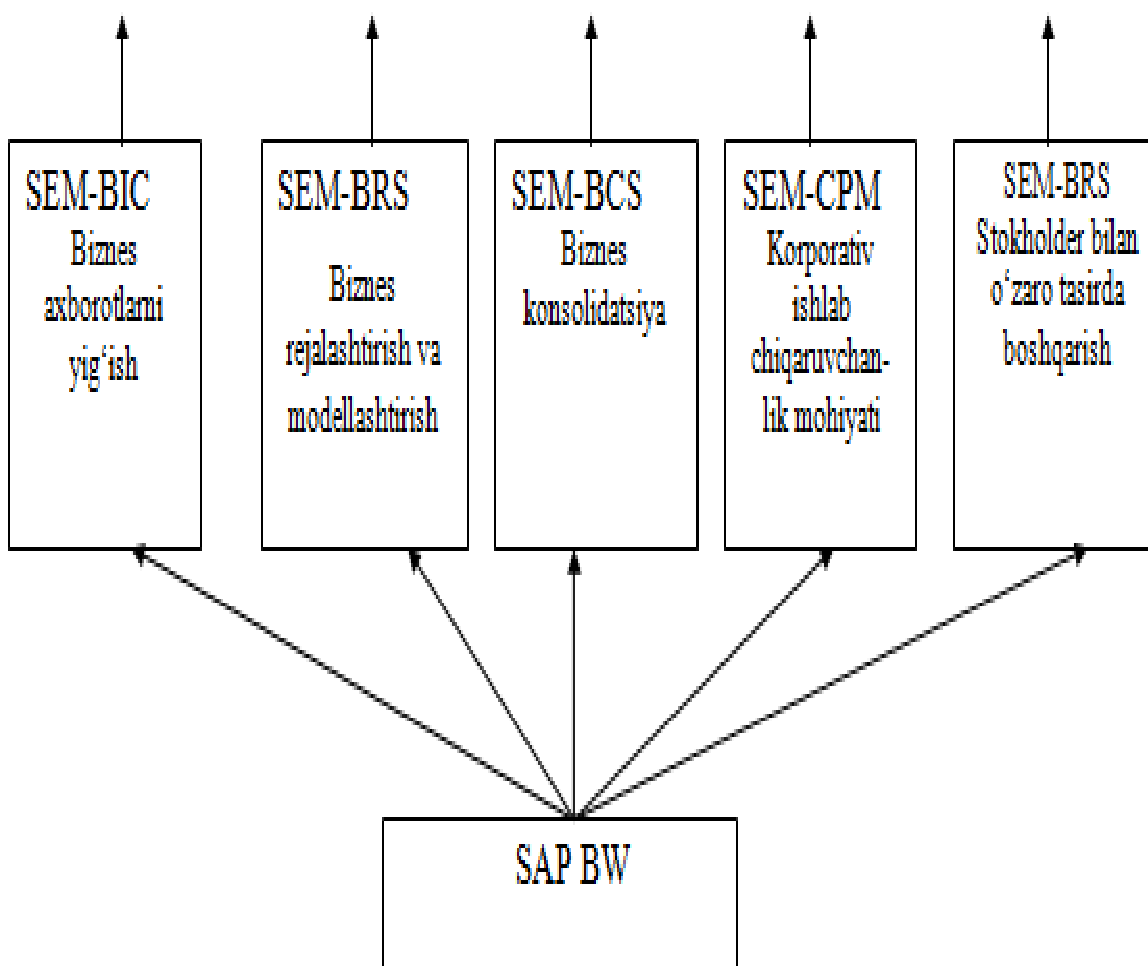 SEM-BIC
Biznes
axborotlarni
yig‘ish
SEM-BRS
Biznes
rejalashtirish va
modellashtirish
SEM-BCS
Biznes
konsolidatsiya
SEM-CPM
Korporativ
ishlab
chiqaruvchan-
lik mohiyati
SEM-BRS
Stokholder bilan
o‘zaro tasirda
boshqarish
SAP BW